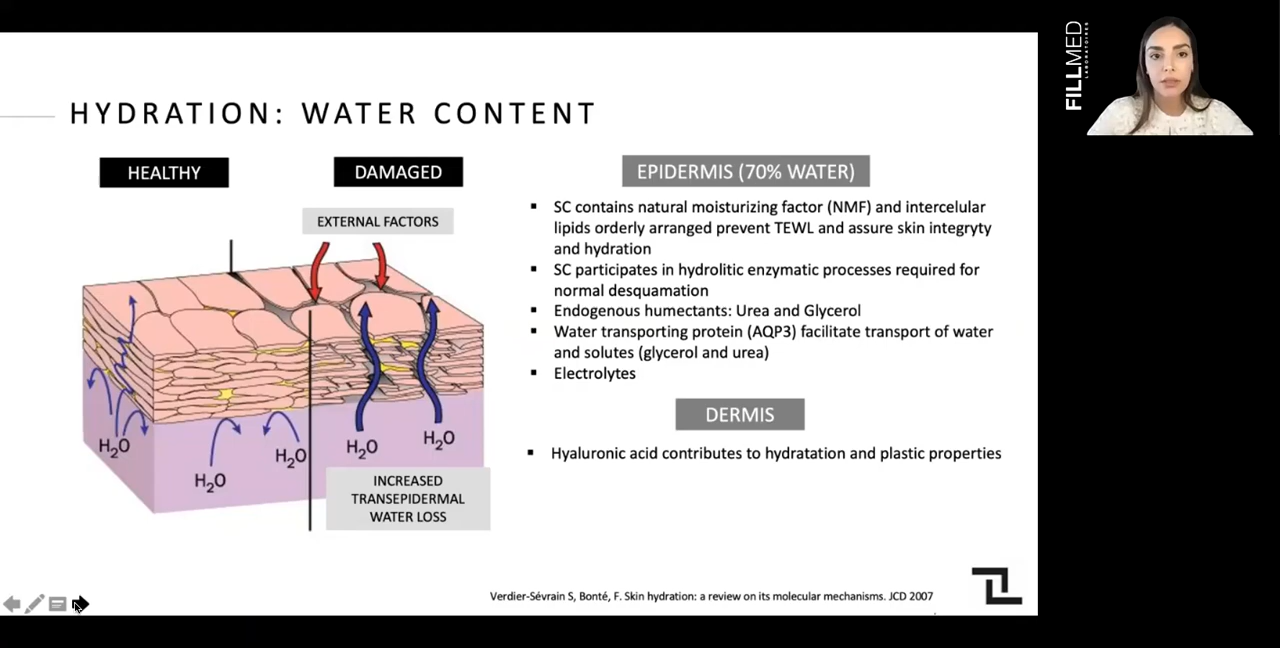 FILLMED
LABORATOIRES
HYDRATION: WATER CONTENT
HEALTHY
DAMAGED
EXTERNAL FACTORS
H2O
H2O
H2O
H2O
H2O
INCREASED
TRANSEPIDERMAL
WATER LOSS
EPIDERMIS (70% WATER)
▪ SC contains natural moisturizing factor (NMF) and intercelular
lipids orderly arranged prevent TEWL and assure skin integryty
and hydration
▪ SC participates in hydrolitic enzymatic processes required for
normal desquamation
▪ Endogenous humectants: Urea and Glycerol
▪ Water transporting protein (AQP3) facilitate transport of water
and solutes (glycerol and urea)
▪ Electrolytes
DERMIS
▪ Hyaluronic acid contributes to hydratation and plastic properties
Verdier-Sévrain S, Bonté, F. Skin hydration: a review on its molecular mechanisms. JCD 2007